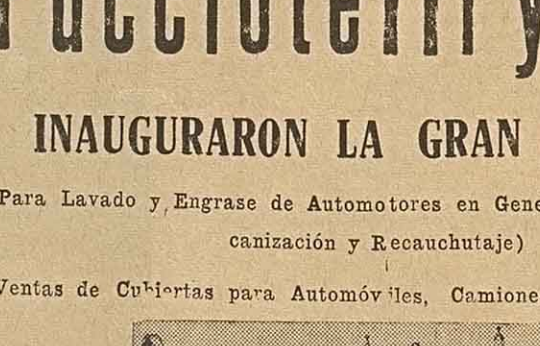 INAUGURARON LA GRAN
Para Lavado y Engrase de Automotores en Gene
canización y Recauchutaje)
Ventas de Cubiertas para Automóviles, Camione